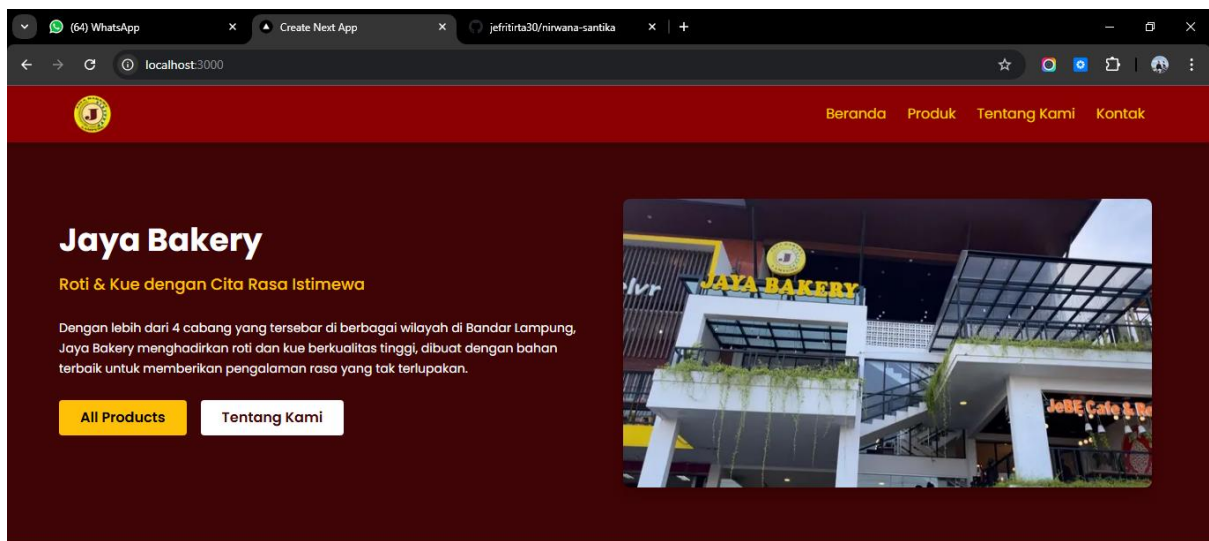 (64) WhatsApp
Create Next App
jefritirta30/nirwana-santika
localhost:3000
J
Beranda Produk Tentang Kami Kontak
Jaya Bakery
Roti & Kue dengan Cita Rasa Istimewa
Dengan lebih dari 4 cabang yang tersebar di berbagai wilayah di Bandar Lampung,
Jaya Bakery menghadirkan roti dan kue berkualitas tinggi, dibuat dengan bahan
terbaik untuk memberikan pengalaman rasa yang tak terlupakan.
All Products Tentang Kami
J
JAYA BAKERY
JeBE Cafe & Re